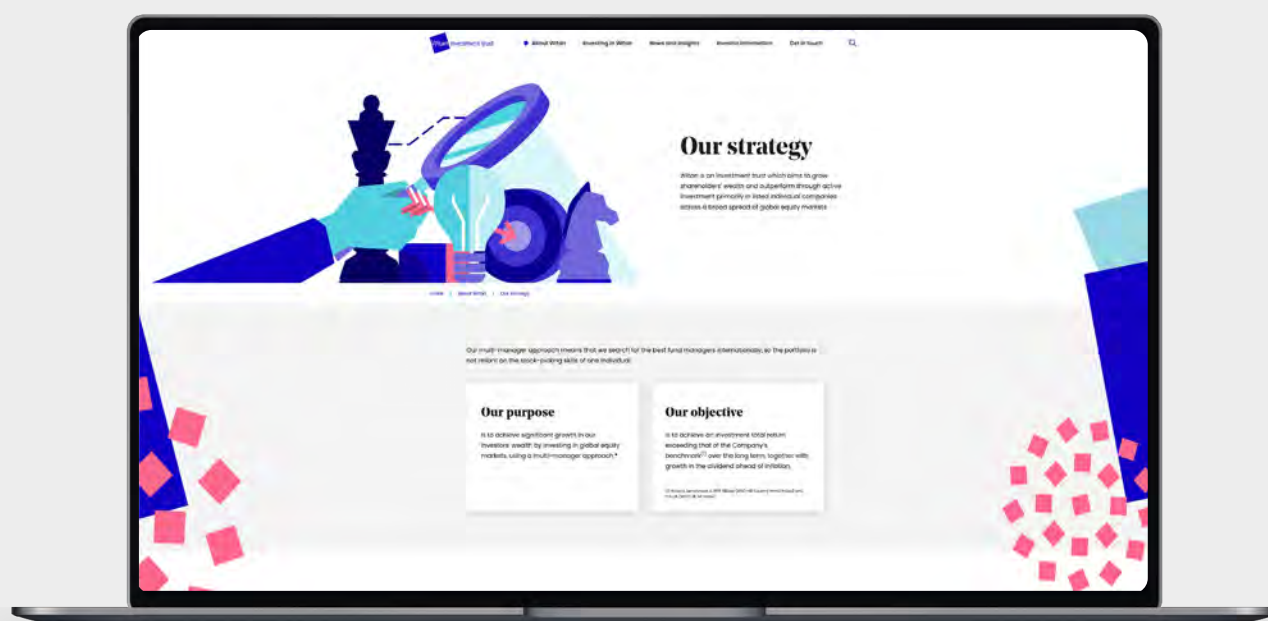 Witan investment trust
About Witan Investing in Witan News and insights Investor information Get in touch
Our strategy
Witan is an investment trust which aims to grow
shareholders' wealth and outperform through active
investment primarily in listed individual companies
across a broad spread of global equity markets
Home | About Witan | Our strategy
Our multi-manager approach means that we search for the best fund managers internationally, so the portfolio is
not reliant on the stock-picking skills of one individual.
Our purpose
is to achieve significant growth in our
investors wealth by investing in global equity
markets, using a multi-manager approach.*
Our objective
is to achieve an investment total return
exceeding that of the Company's
benchmark(1) over the long term, together with
growth in the dividend ahead of inflation.